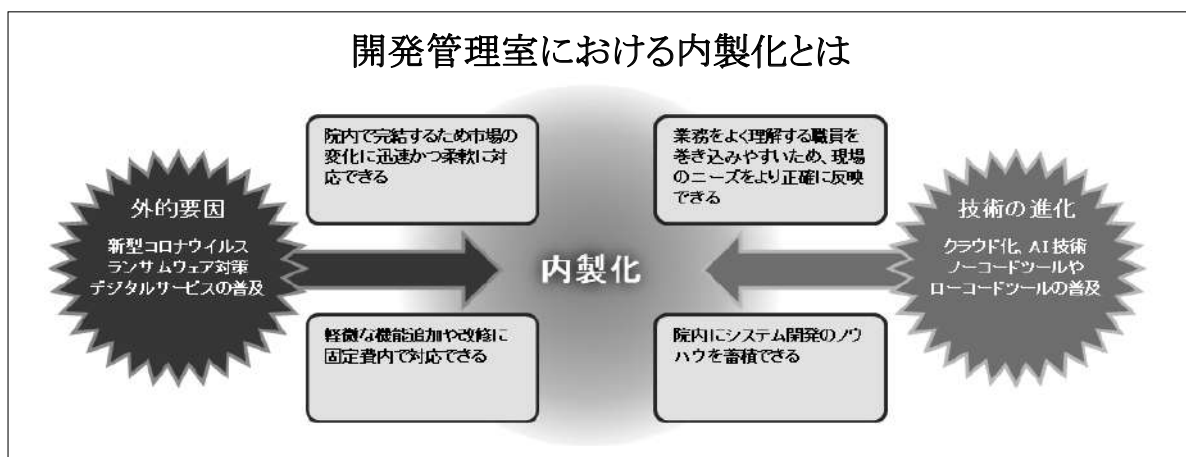 開発管理室における内製化とは
外的要因
新型コロナウイルス
ランサムウェア対策
デジタルサービスの普及
院内で完結するため市場の
変化に迅速かつ柔軟に対
応できる
軽微な機能追加や改修に
固定費内で対応できる
内製化
業務をよく理解する職員を
巻き込みやすいため、現場
のニーズをより正確に反映
できる
院内にシステム開発のノウ
ハウを蓄積できる
技術の進化
クラウド化、AI技術
ノーコードツールや
ローコードツールの普及